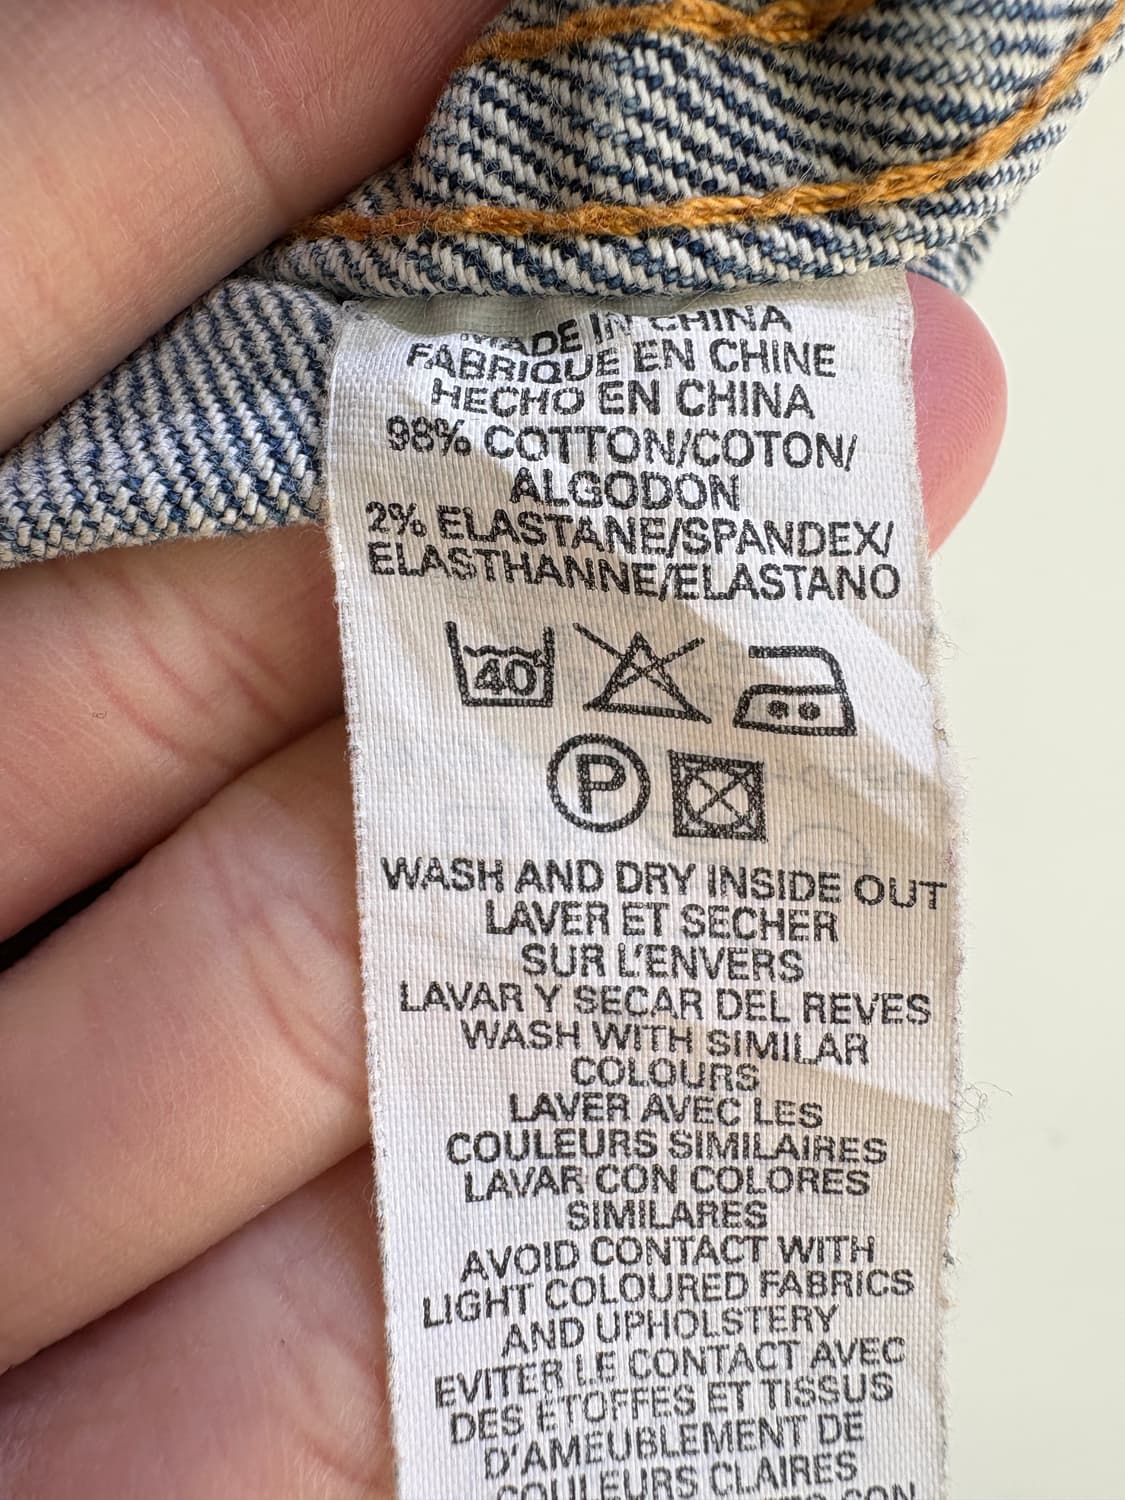 MADE IN CHINA
FABRIQUE EN CHINE
HECHO EN CHINA
98% COTTON/COTON/
ALGODON
2% ELASTANE/SPANDEX/
ELASTHANNE/ELASTANO
40
P
WASH AND DRY INSIDE OUT
LAVER ET SECHER
SUR L'ENVERS
LAVAR Y SECAR DEL REVES
WASH WITH SIMILAR
COLOURS
LAVER AVEC LES
COULEURS SIMILAIRES
LAVAR CON COLORES
SIMILARES
AVOID CONTACT WITH
LIGHT COLOURED FABRICS
AND UPHOLSTERY
EVITER LE CONTACT AVEC
DES ETOFFES ET TISSUS
D'AMEUBLEMENT DE
COULEURS CLAIRES
CON